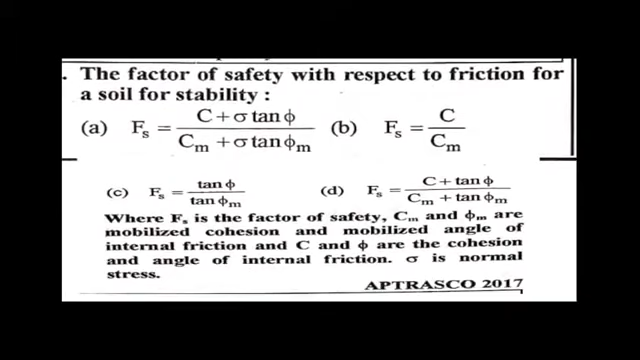 . The factor of safety with respect to friction for
a soil for stability :
(a) Fs = (C + σ tan ϕ) / (Cm + σ tan ϕm) (b) Fs = C / Cm
(c) Fs = tan ϕ / tan ϕm (d) Fs = (C + tan ϕ) / (Cm + tan ϕm)
Where Fs is the factor of safety, Cm and ϕm are
mobilized cohesion and mobilized angle of
internal friction and C and ϕ are the cohesion
and angle of internal friction. σ is normal
stress.
APTRASCO 2017